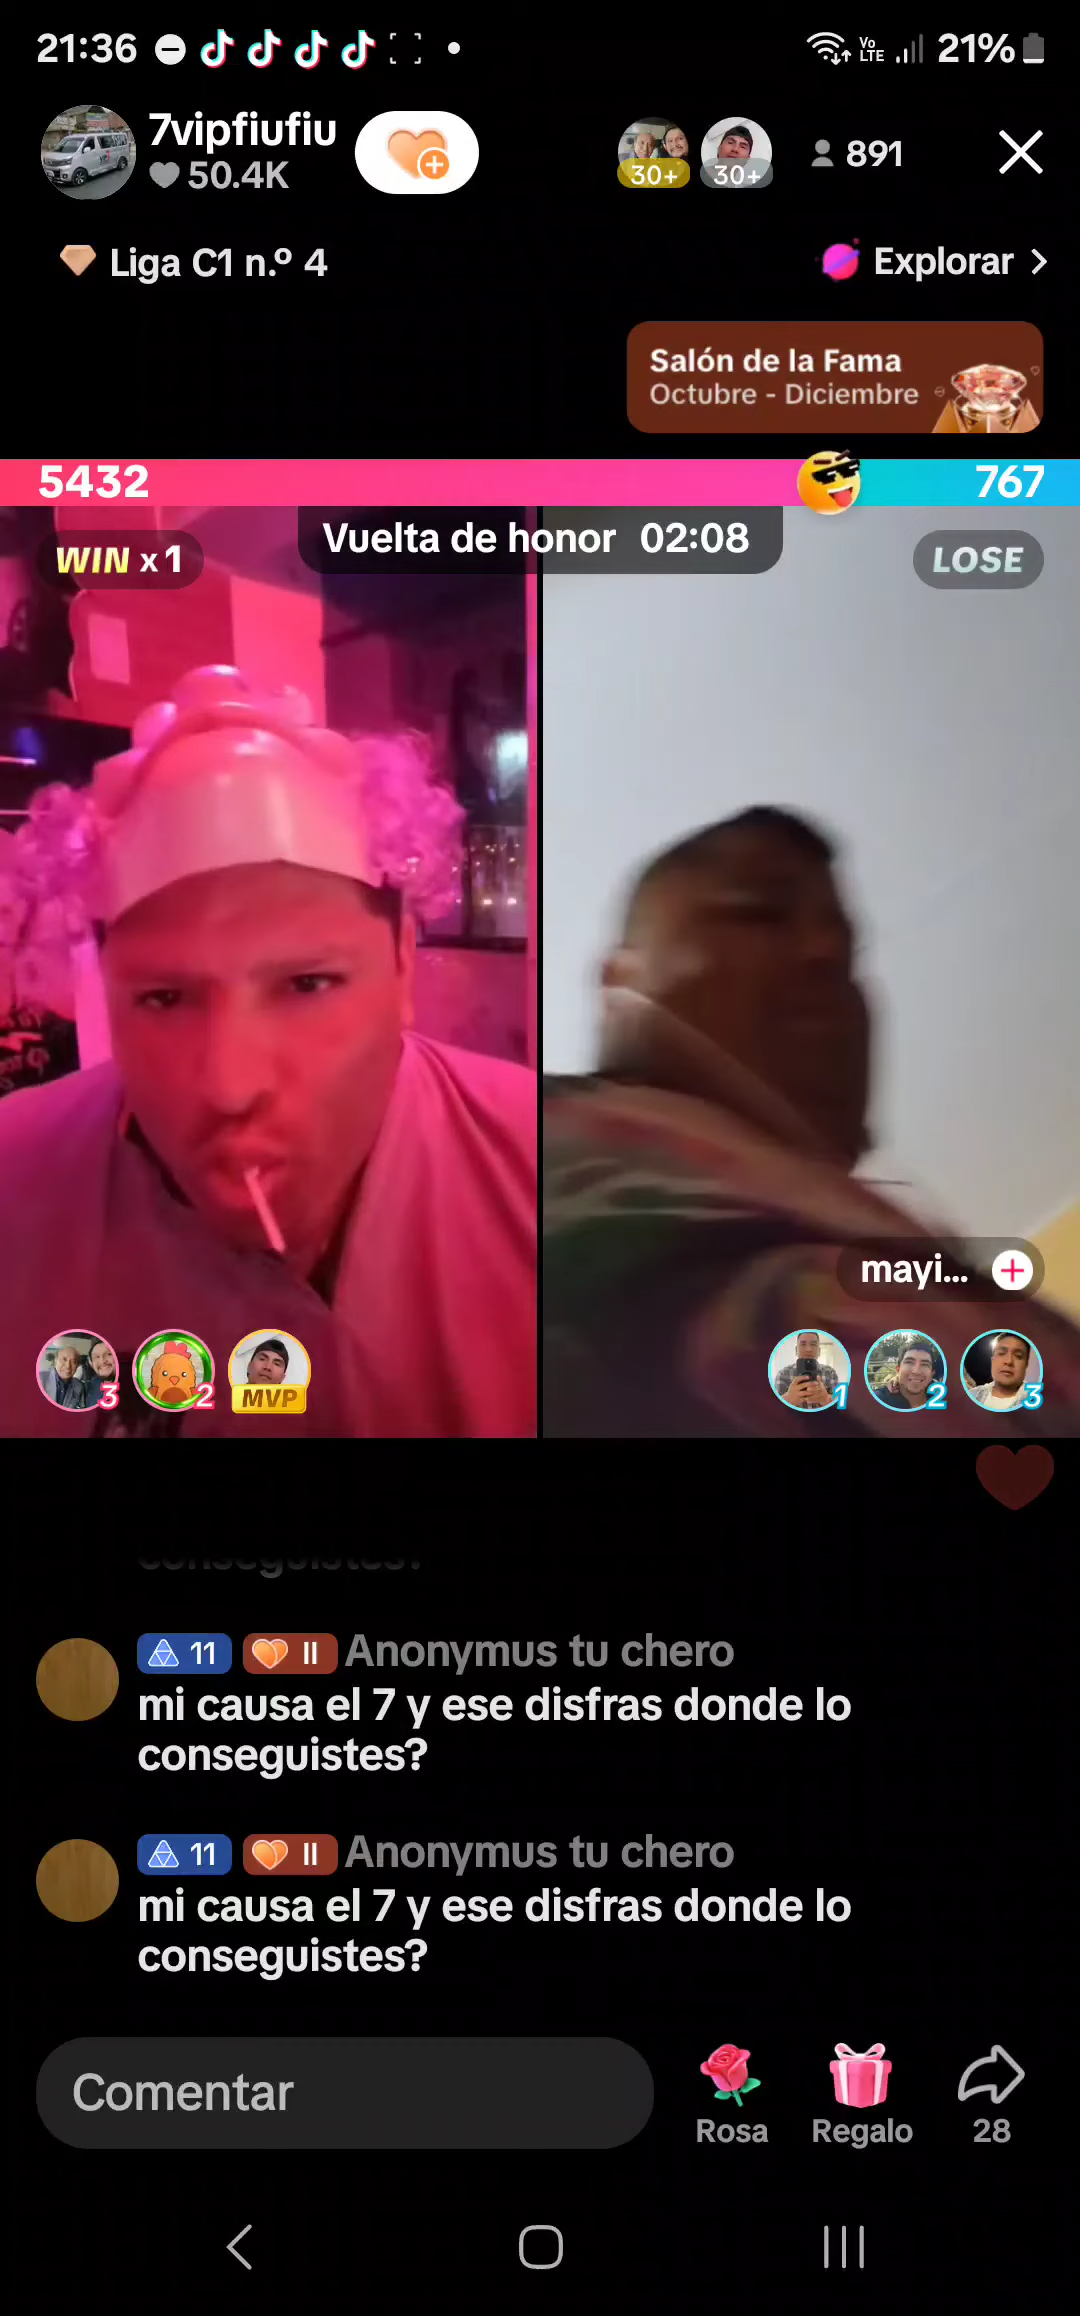 21:36
Vo LTE
21%
7vipfiufiu
50.4K
30+
30+
891
Liga C1 n.º 4
Explorar
Salón de la Fama
Octubre - Diciembre
5432
767
Vuelta de honor 02:08
WIN x1
LOSE
mayi...
3
2
MVP
1
2
3
conseguistes?
11 II Anonymus tu chero
mi causa el 7 y ese disfras donde lo
conseguistes?
11 II Anonymus tu chero
mi causa el 7 y ese disfras donde lo
conseguistes?
Comentar
Rosa
Regalo
28